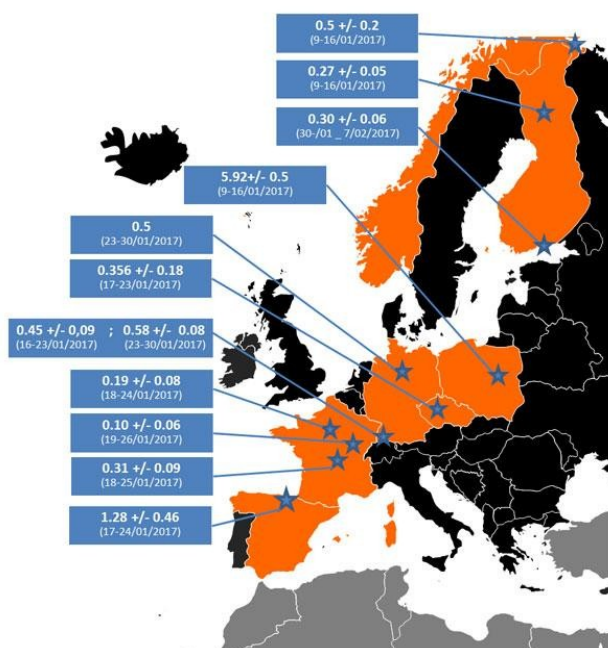 0.5 +/- 0.2
(9-16/01/2017)
0.27 +/- 0.05
(9-16/01/2017)
0.30 +/- 0.06
(30-/01 _ 7/02/2017)
5.92+/- 0.5
(9-16/01/2017)
0.5
(23-30/01/2017)
0.356 +/- 0.18
(17-23/01/2017)
0.45 +/- 0,09 ; 0.58 +/- 0.08
(16-23/01/2017) (23-30/01/2017)
0.19 +/- 0.08
(18-24/01/2017)
0.10 +/- 0.06
(19-26/01/2017)
0.31 +/- 0.09
(18-25/01/2017)
1.28 +/- 0.46
(17-24/01/2017)